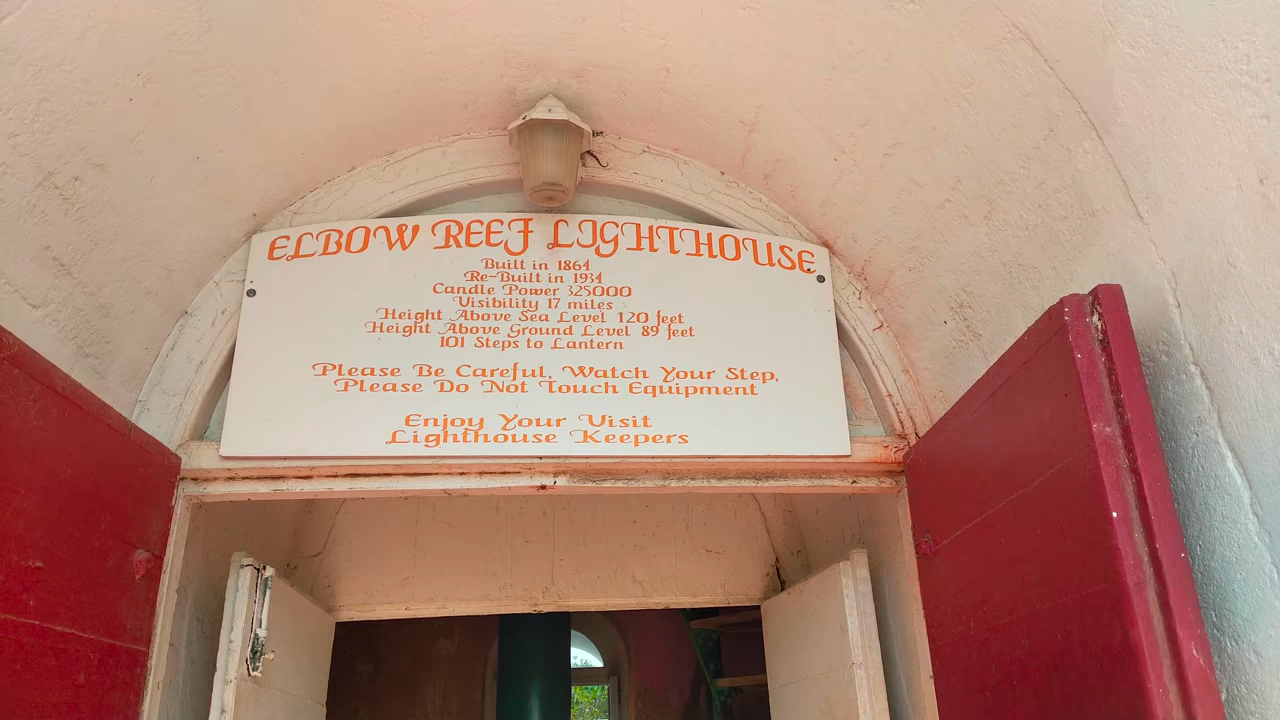 ELBOW REEF LIGHTHOUSE
Built in 1864
Re-Built in 1934
Candle Power 325000
Visibility 17 miles
Height Above Sea Level 120 feet
Height Above Ground Level 89 feet
101 Steps to Lantern
Please Be Careful, Watch Your Step,
Please Do Not Touch Equipment
Enjoy Your Visit
Lighthouse Keepers